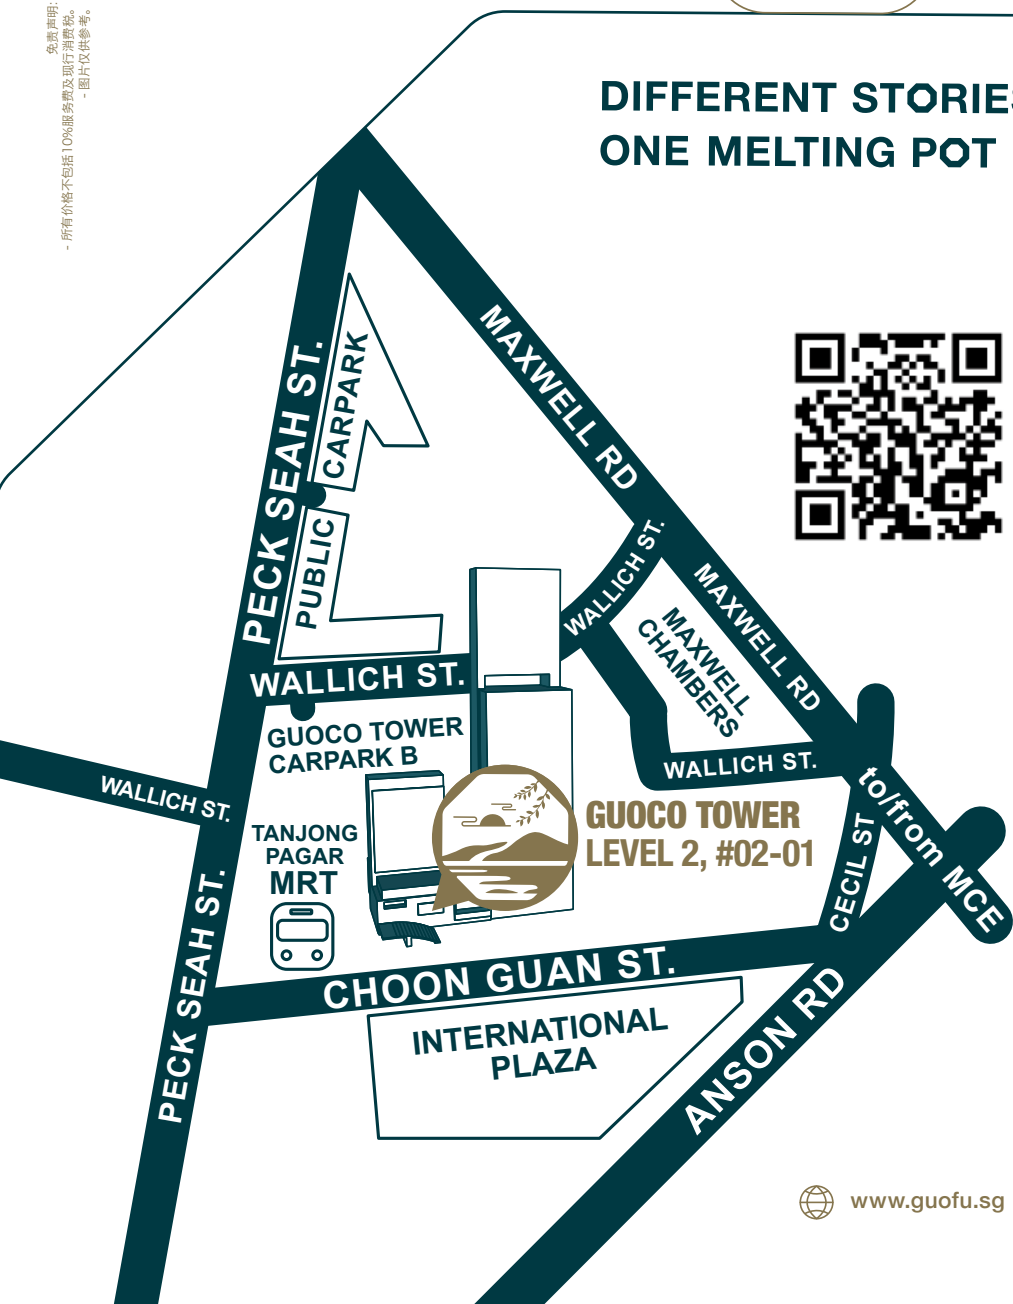 免责声明:
- 所有价格不包括10%服务费及现行消费税。
- 图片仅供参考。
DIFFERENT STORIES
ONE MELTING POT
MAXWELL RD
PECK SEAH ST.
CARPARK
PUBLIC
WALLICH ST.
MAXWELL RD
MAXWELL
CHAMBERS
WALLICH ST.
GUOCO TOWER
CARPARK B
WALLICH ST.
WALLICH ST.
to/from MCE
GUOCO TOWER
LEVEL 2, #02-01
TANJONG
PAGAR
MRT
CECIL ST
PECK SEAH ST.
CHOON GUAN ST.
INTERNATIONAL
PLAZA
ANSON RD
www.guofu.sg